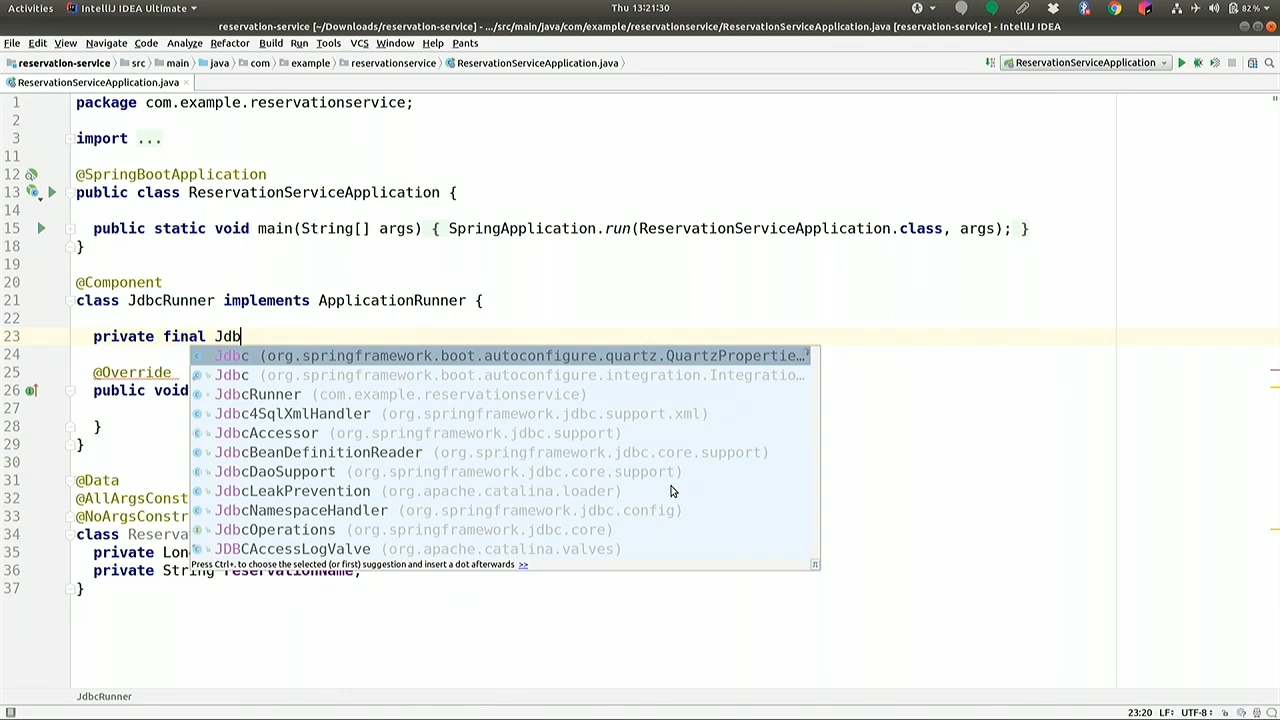 Activities IntelliJ IDEA Ultimate Thu 13:21:30 82%
reservation-service [~/Downloads/reservation-service] - .../src/main/java/com/example/reservationservice/ReservationServiceApplication.java [reservation-service] - IntelliJ IDEA
File Edit View Navigate Code Analyze Refactor Build Run Tools VCS Window Help Pants
reservation-service src main java com example reservationservice ReservationServiceApplication.java ReservationServiceApplication
ReservationServiceApplication.java
1 package com.example.reservationservice;
2
3 import ...
11
12 @SpringBootApplication
13 public class ReservationServiceApplication {
14
15 public static void main(String[] args) { SpringApplication.run(ReservationServiceApplication.class, args); }
18 }
19
20 @Component
21 class JdbcRunner implements ApplicationRunner {
22
23 private final Jdb
24
Jdbc (org.springframework.boot.autoconfigure.quartz.QuartzPropertie...
25 @Override
Jdbc (org.springframework.boot.autoconfigure.integration.Integratio...
26 public void
JdbcRunner (com.example.reservationservice)
27
Jdbc4SqlXmlHandler (org.springframework.jdbc.support.xml)
28 }
JdbcAccessor (org.springframework.jdbc.support)
29 }
JdbcBeanDefinitionReader (org.springframework.jdbc.core.support)
30
JdbcDaoSupport (org.springframework.jdbc.core.support)
31 @Data
JdbcLeakPrevention (org.apache.catalina.loader)
32 @AllArgsConst
33 @NoArgsConstr
JdbcNamespaceHandler (org.springframework.jdbc.config)
34 class Reserva
JdbcOperations (org.springframework.jdbc.core)
35 private Lon
JDBCAccessLogValve (org.apache.catalina.valves)
Press Ctrl+. to choose the selected (or first) suggestion and insert a dot afterwards >>
36 private String reservationName;
37 }
JdbcRunner
23:20 LF: UTF-8: